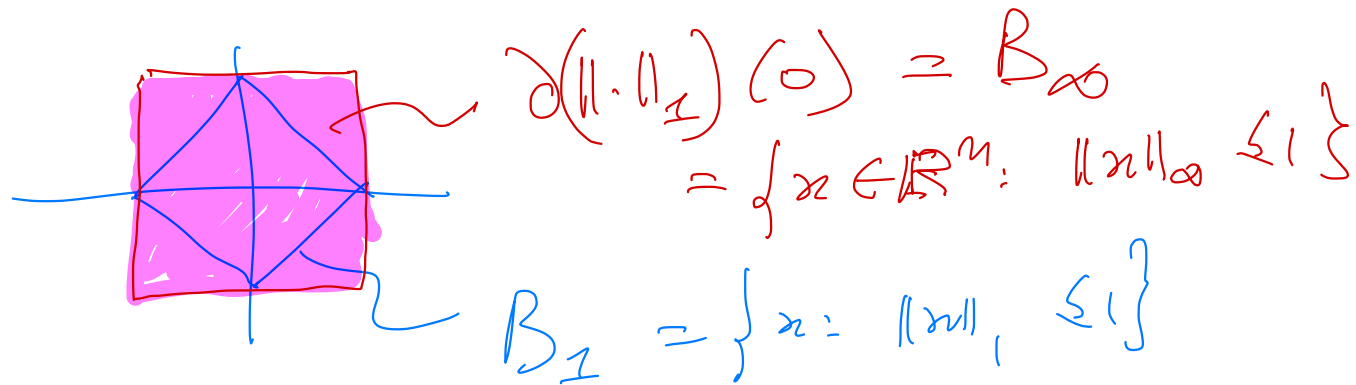 ∂(‖·‖₁)(0) = B∞
= {x ∈ ℝⁿ: ‖x‖∞ ≤ 1}
B₁ = {x: ‖x‖₁ ≤ 1}